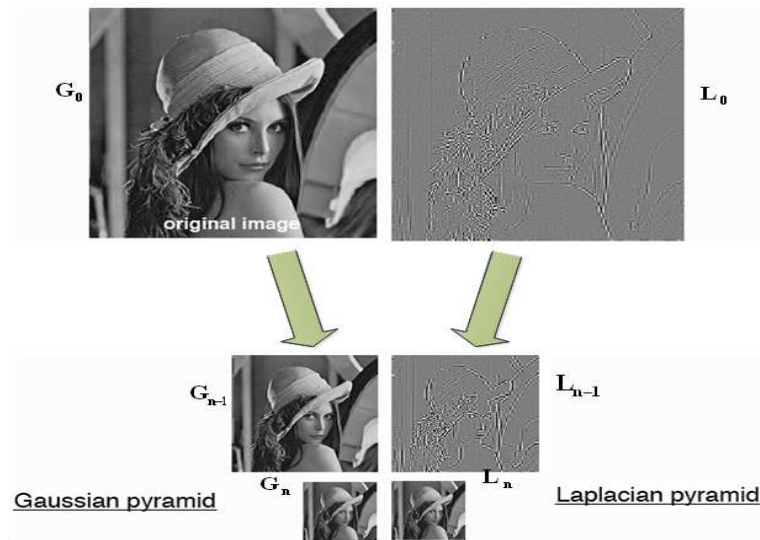 G₀
L₀
original image
Gₙ₋₁
Lₙ₋₁
Gₙ
Lₙ
Gaussian pyramid
Laplacian pyramid